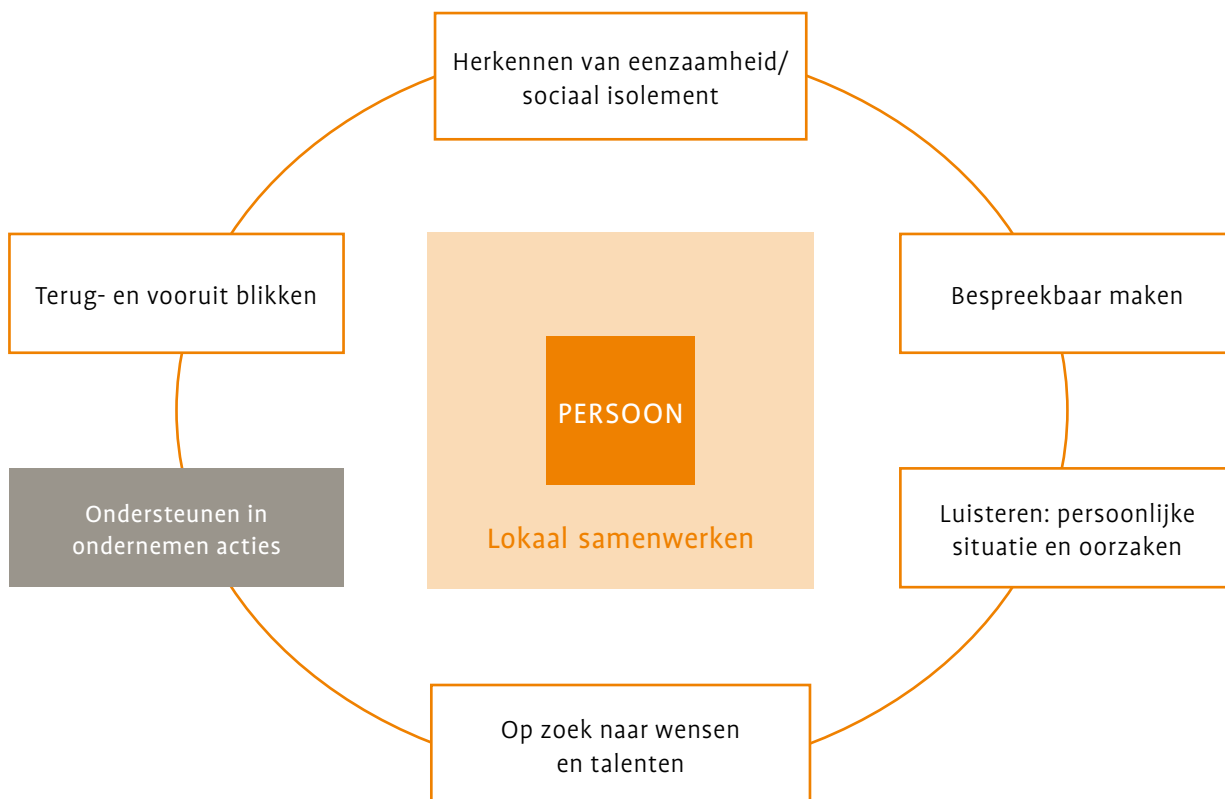 Herkennen van eenzaamheid/
sociaal isolement
Terug- en vooruit blikken
Bespreekbaar maken
PERSOON
Lokaal samenwerken
Ondersteunen in
ondernemen acties
Luisteren: persoonlijke
situatie en oorzaken
Op zoek naar wensen
en talenten